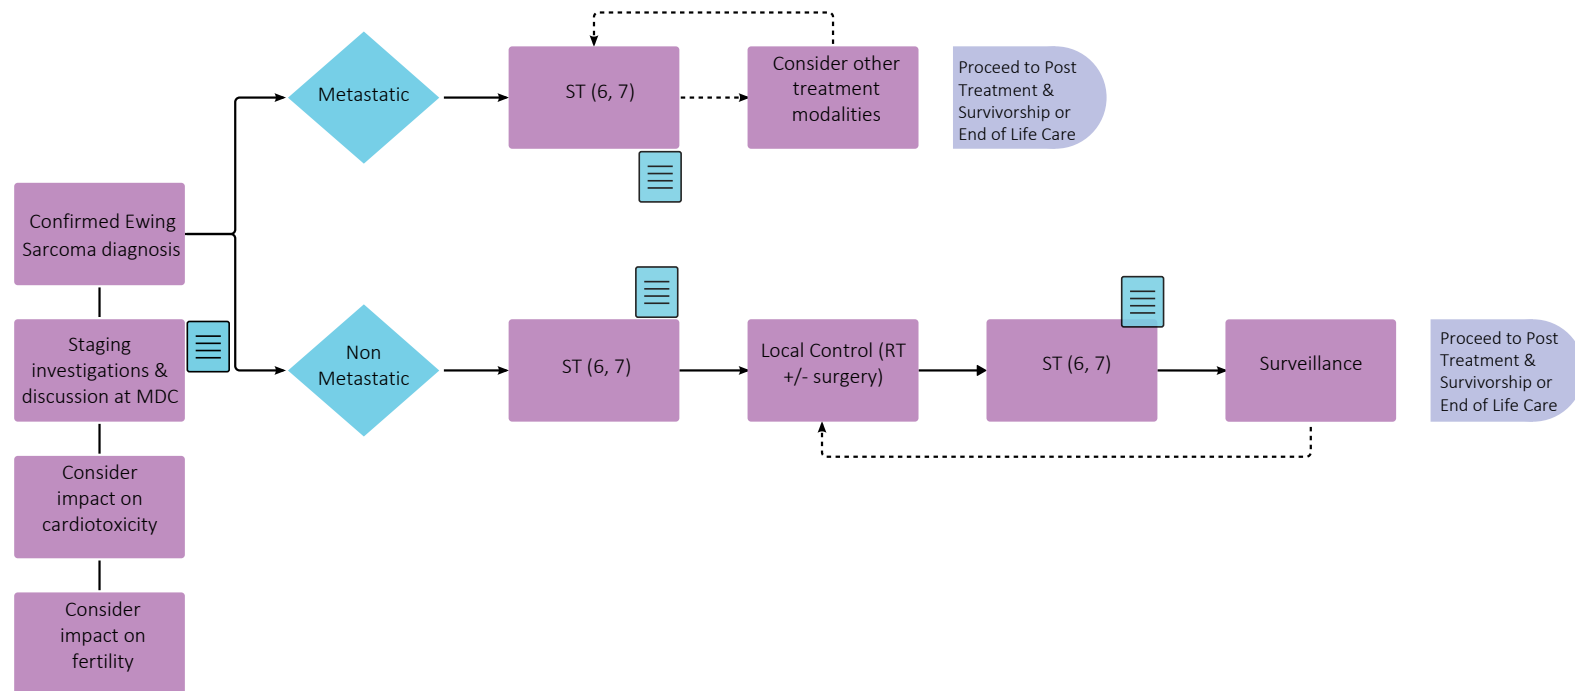 Metastatic
ST (6, 7)
Consider other
treatment
modalities
Proceed to Post
Treatment &
Survivorship or
End of Life Care
Confirmed Ewing
Sarcoma diagnosis
Staging
investigations &
discussion at MDC
Consider
impact on
cardiotoxicity
Consider
impact on
fertility
Non
Metastatic
ST (6, 7)
Local Control (RT
+/- surgery)
ST (6, 7)
Surveillance
Proceed to Post
Treatment &
Survivorship or
End of Life Care